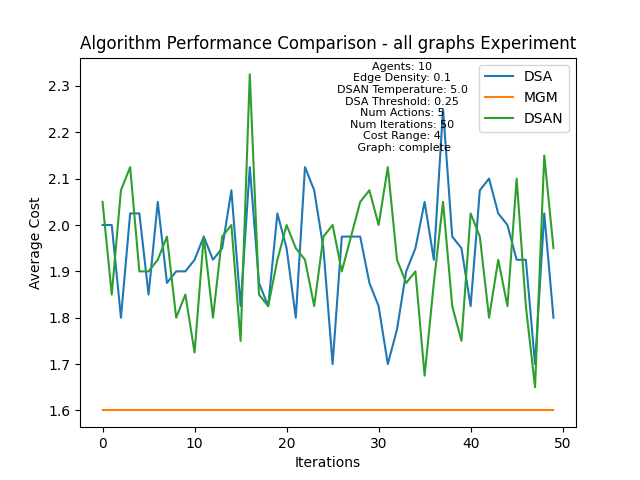 Algorithm Performance Comparison - all graphs Experiment
Agents: 10
Edge Density: 0.1
DSAN Temperature: 5.0
DSA Threshold: 0.25
Num Actions: 5
Num Iterations: 50
Cost Range: 4
Graph: complete
DSA
MGM
DSAN
Average Cost
2.3
2.2
2.1
2.0
1.9
1.8
1.7
1.6
0 10 20 30 40 50
Iterations